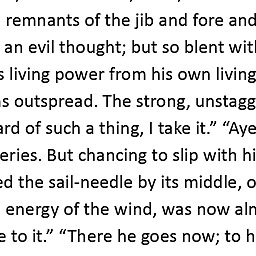 remnants of the jib and fore and
an evil thought; but so blent wit
s living power from his own living
s outspread. The strong, unstagg
ard of such a thing, I take it.” “Aye
eries. But chancing to slip with hi
ed the sail-needle by its middle, o
energy of the wind, was now alm
e to it.” “There he goes now; to h